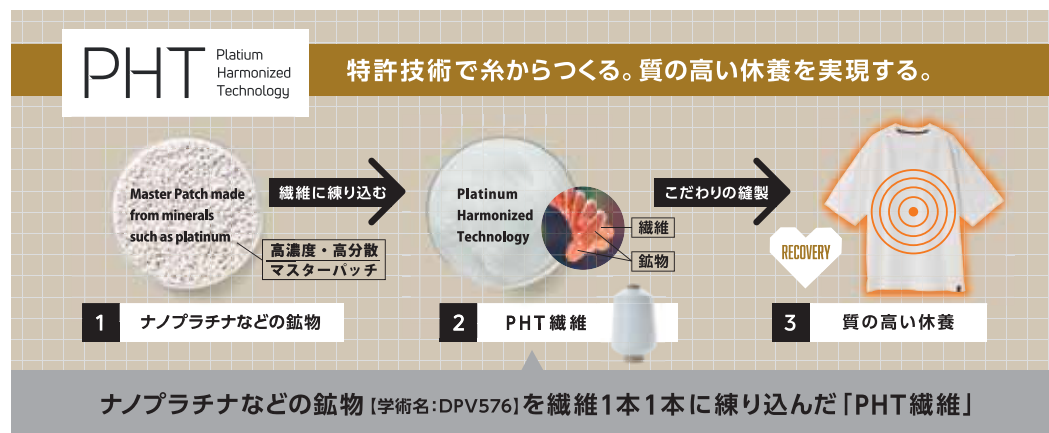 PHT
Platium
Harmonized
Technology
特許技術で糸からつくる。質の高い休養を実現する。
Master Patch made
from minerals
such as platinum
高濃度・高分散
マスターパッチ
繊維に練り込む
Platinum
Harmonized
Technology
繊維
鉱物
こだわりの縫製
RECOVERY
1 ナノプラチナなどの鉱物
2 PHT繊維
3 質の高い休養
ナノプラチナなどの鉱物【学術名:DPV576】を繊維1本1本に練り込んだ「PHT繊維」